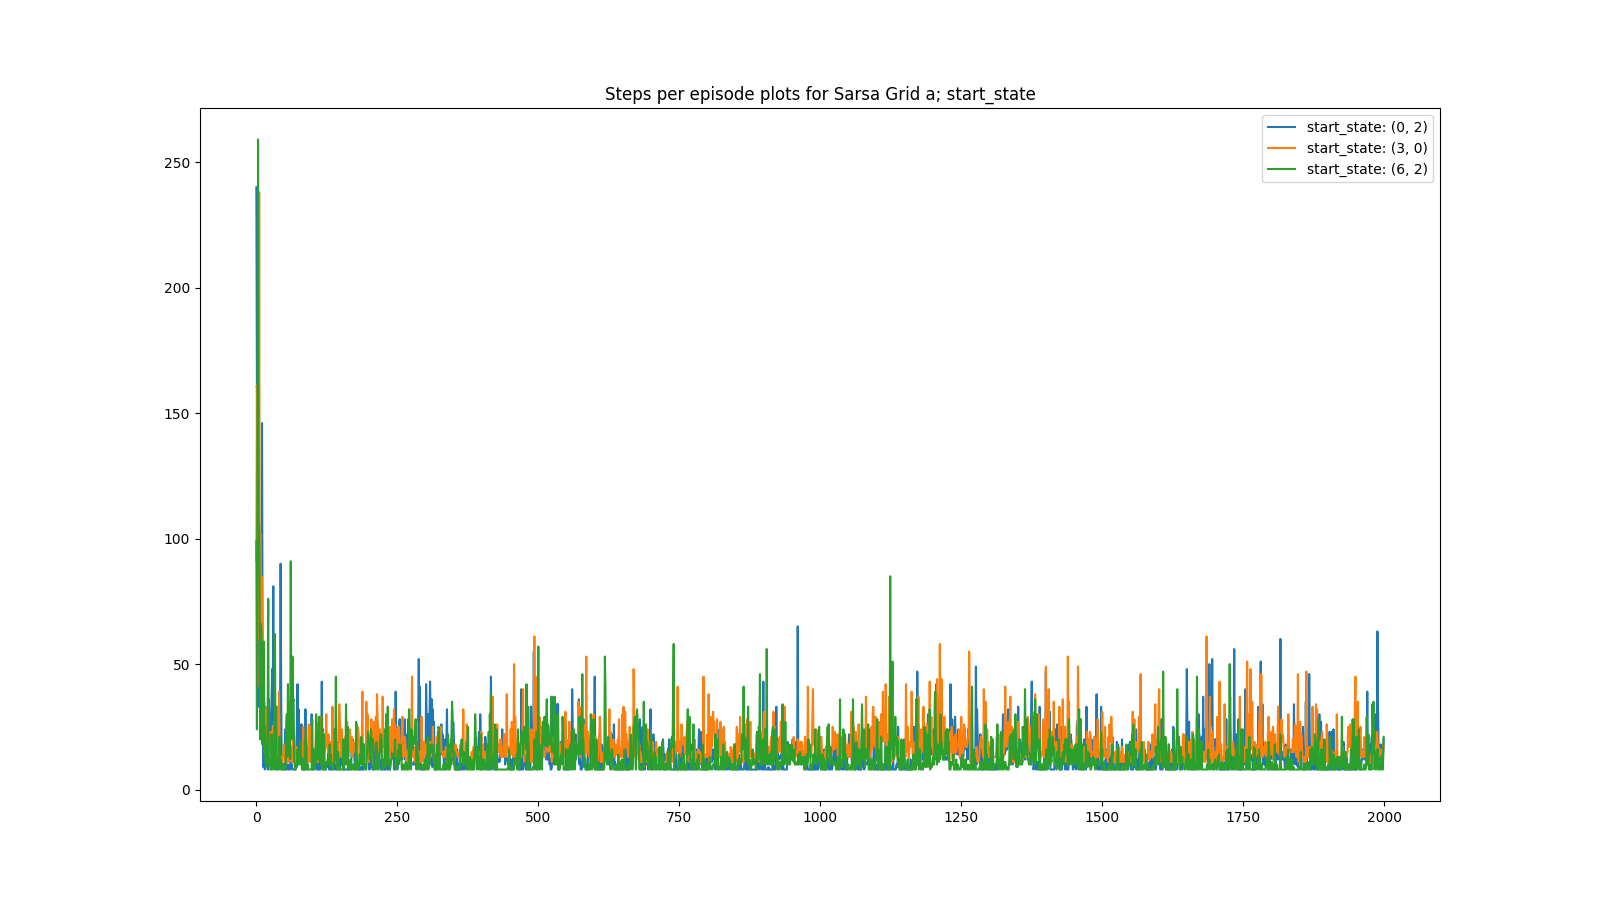 Steps per episode plots for Sarsa Grid a; start_state
start_state: (0, 2)
start_state: (3, 0)
start_state: (6, 2)
250
200
150
100
50
0
0 250 500 750 1000 1250 1500 1750 2000